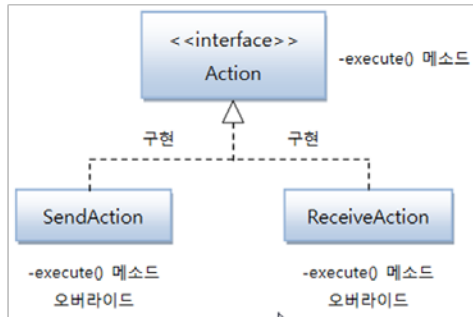 <<interface>>
Action
-execute() 메소드
구현
구현
SendAction
ReceiveAction
-execute() 메소드
오버라이드
-execute() 메소드
오버라이드